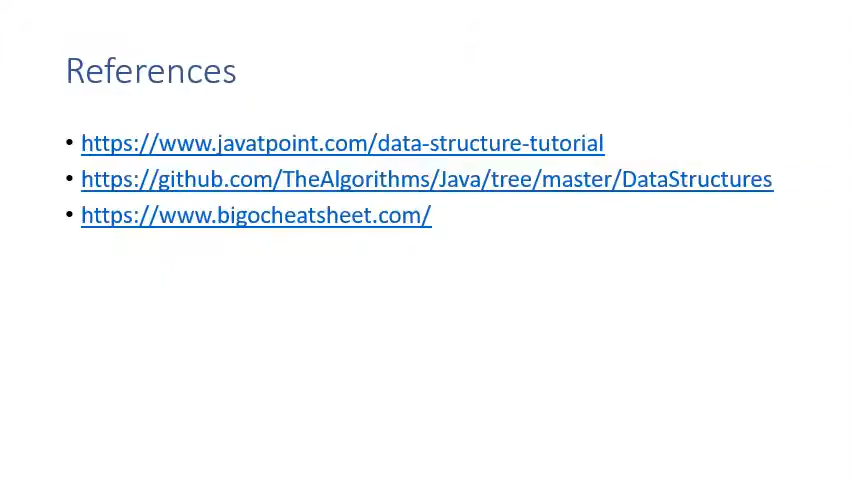 References
• https://www.javatpoint.com/data-structure-tutorial
• https://github.com/TheAlgorithms/Java/tree/master/DataStructures
• https://www.bigocheatsheet.com/